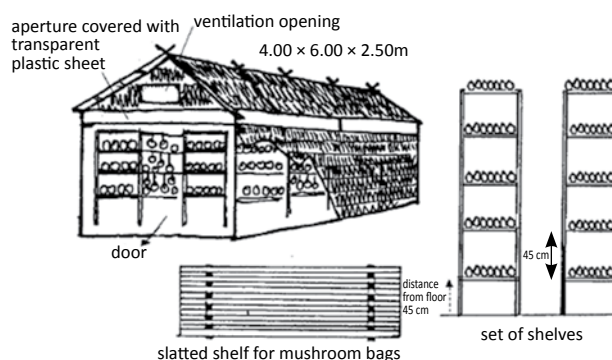 aperture covered with
transparent
plastic sheet
ventilation opening
4.00 × 6.00 × 2.50m
door
distance
from floor
45 cm
45 cm
slatted shelf for mushroom bags
set of shelves